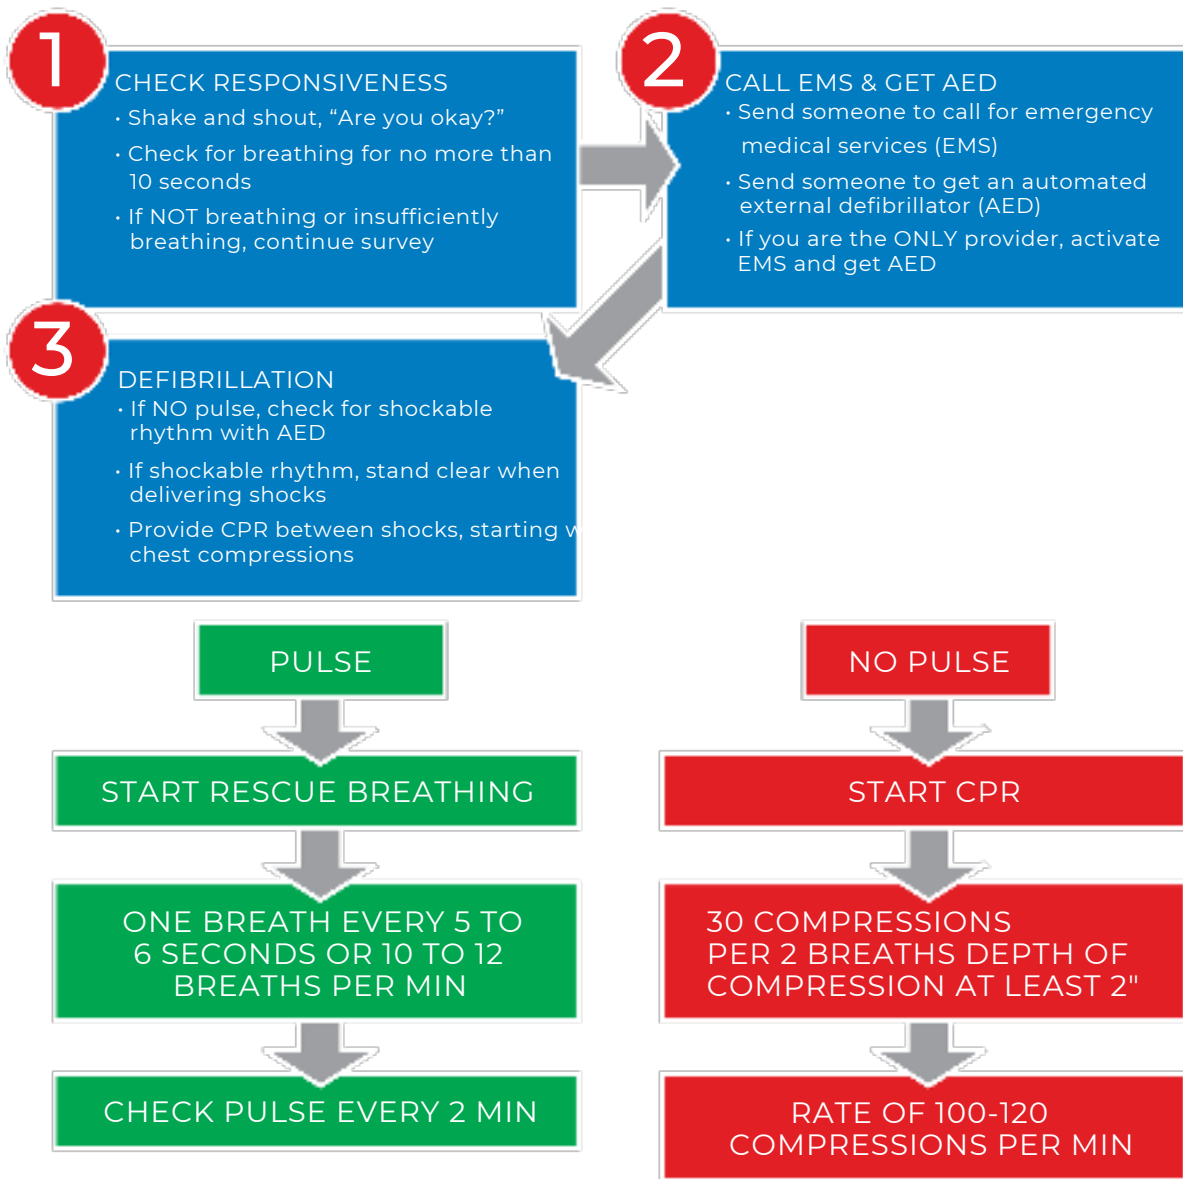 1
CHECK RESPONSIVENESS
· Shake and shout, “Are you okay?”
· Check for breathing for no more than
10 seconds
· If NOT breathing or insufficiently
breathing, continue survey
2
CALL EMS & GET AED
· Send someone to call for emergency
medical services (EMS)
· Send someone to get an automated
external defibrillator (AED)
· If you are the ONLY provider, activate
EMS and get AED
3
DEFIBRILLATION
· If NO pulse, check for shockable
rhythm with AED
· If shockable rhythm, stand clear when
delivering shocks
· Provide CPR between shocks, starting
chest compressions
PULSE
START RESCUE BREATHING
ONE BREATH EVERY 5 TO
6 SECONDS OR 10 TO 12
BREATHS PER MIN
CHECK PULSE EVERY 2 MIN
NO PULSE
START CPR
30 COMPRESSIONS
PER 2 BREATHS DEPTH OF
COMPRESSION AT LEAST 2"
RATE OF 100-120
COMPRESSIONS PER MIN